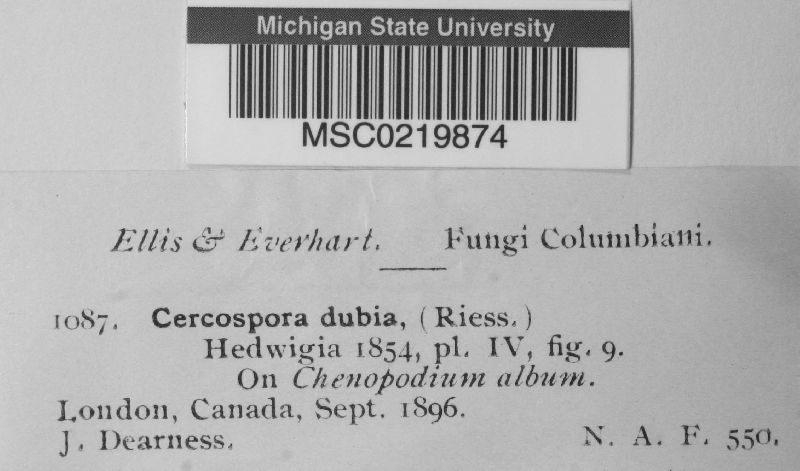 Michigan State University
MSC0219874
Ellis & Everhart. Fungi Columbiani.
1087. Cercospora dubia, (Riess.)
Hedwigia 1854, pl. IV, fig. 9.
On Chenopodium album.
London, Canada, Sept. 1896.
J. Dearness. N. A. F. 550.